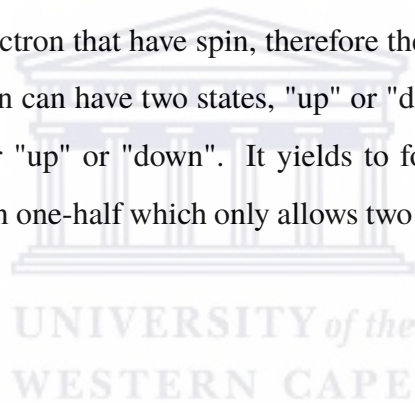 ctron that have spin, therefore the
n can have two states, "up" or "d
"up" or "down". It yields to fo
n one-half which only allows two
UNIVERSITY of the
WESTERN CAPE